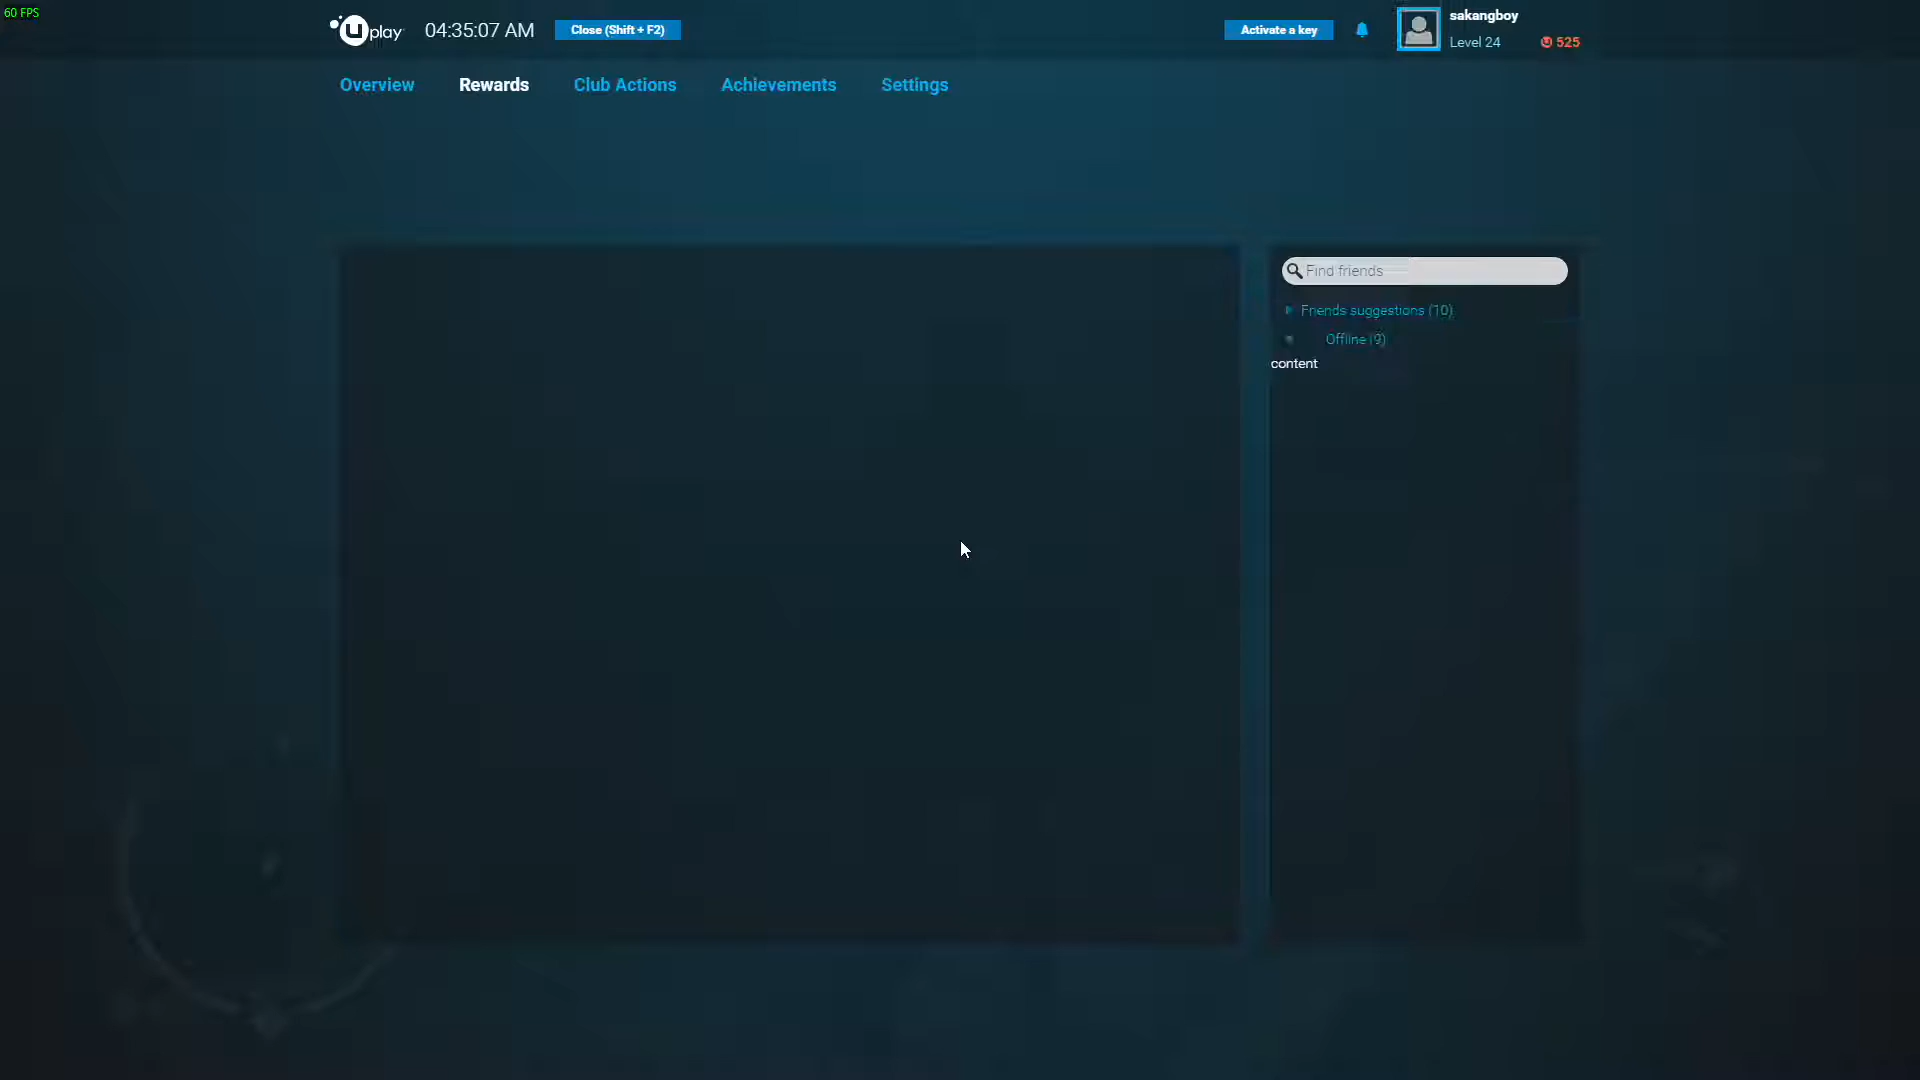 60 FPS
Uplay 04:35:07 AM Close (Shift + F2) Activate a key sakangboy
Level 24 525
Overview Rewards Club Actions Achievements Settings
Find friends
Friends suggestions (10)
Offline (9)
content